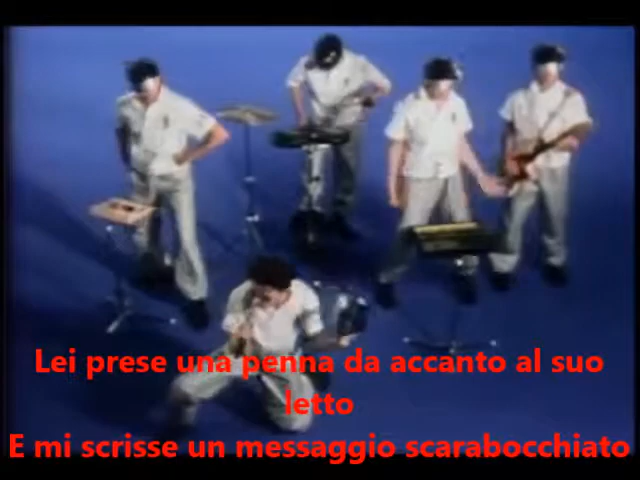 Lei prese una penna da accanto al suo
letto
E mi scrisse un messaggio scarabocchiato